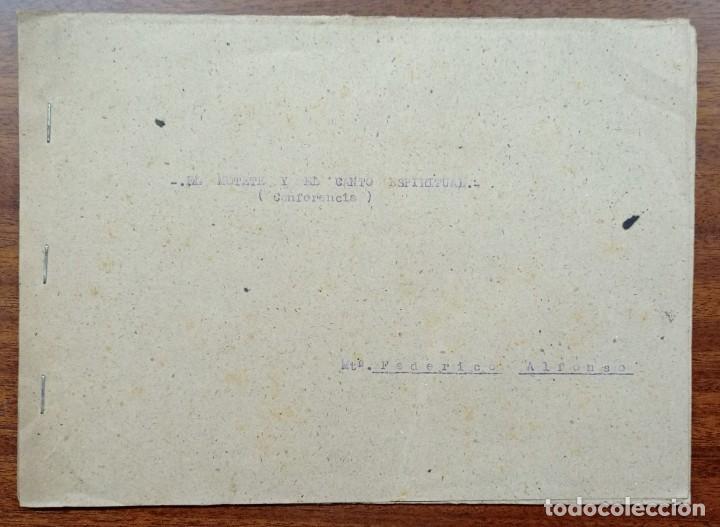 -.EL MOTETE Y EL CANTO ESPIRITUAL.-
( Conferencia )
Mtº. Federico Alfonso
todocoleccion